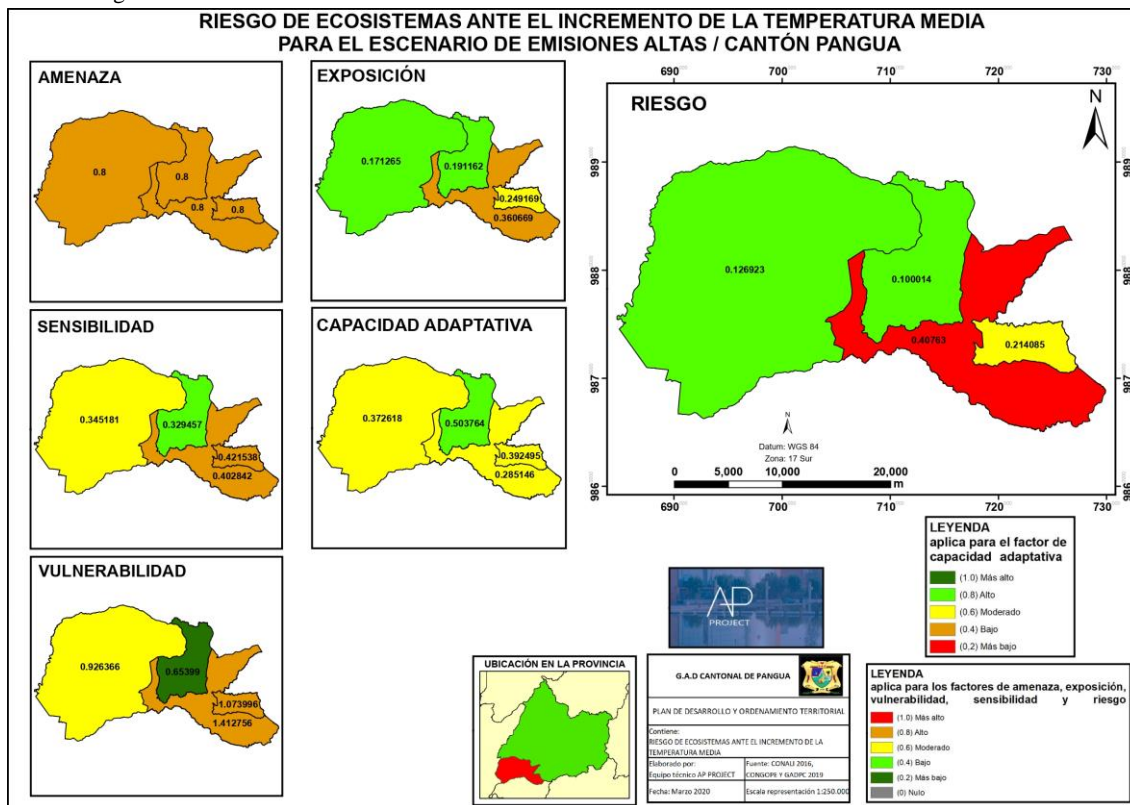 RIESGO DE ECOSISTEMAS ANTE EL INCREMENTO DE LA TEMPERATURA MEDIA
PARA EL ESCENARIO DE EMISIONES ALTAS / CANTÓN PANGUA
AMENAZA
0.8
0.8
0.8
0.8
EXPOSICIÓN
0.171265
0.191162
0.249169
0.360669
SENSIBILIDAD
0.345181
0.329457
0.421538
0.402842
CAPACIDAD ADAPTATIVA
0.372618
0.503764
0.392495
0.285146
VULNERABILIDAD
0.926366
0.65399
1.073996
1.412756
RIESGO
690 700 710 720 730
N
989
988
987
986
989
988
987
986
0.126923
0.100014
0.40763
0.214085
N
Datum: WGS 84
Zona: 17 Sur
0 5,000 10,000 20,000
m
690 700 710 720 730
LEYENDA
aplica para el factor de
capacidad adaptativa
(1.0) Más alto
(0.8) Alto
(0.6) Moderado
(0.4) Bajo
(0,2) Más bajo
AP
PROJECT
UBICACIÓN EN LA PROVINCIA
G.A.D CANTONAL DE PANGUA
PLAN DE DESARROLLO Y ORDENAMIENTO TERRITORIAL
Contiene:
RIESGO DE ECOSISTEMAS ANTE EL INCREMENTO DE LA
TEMPERATURA MEDIA
Elaborado por:
Equipo técnico AP PROJECT
Fuente: CONALI 2016,
CONGOPE Y GADPC 2019
Fecha: Marzo 2020
Escala representación 1:250.000
LEYENDA
aplica para los factores de amenaza, exposición,
vulnerabilidad, sensibilidad y riesgo
(1.0) Más alto
(0.8) Alto
(0.6) Moderado
(0.4) Bajo
(0.2) Más bajo
(0) Nulo